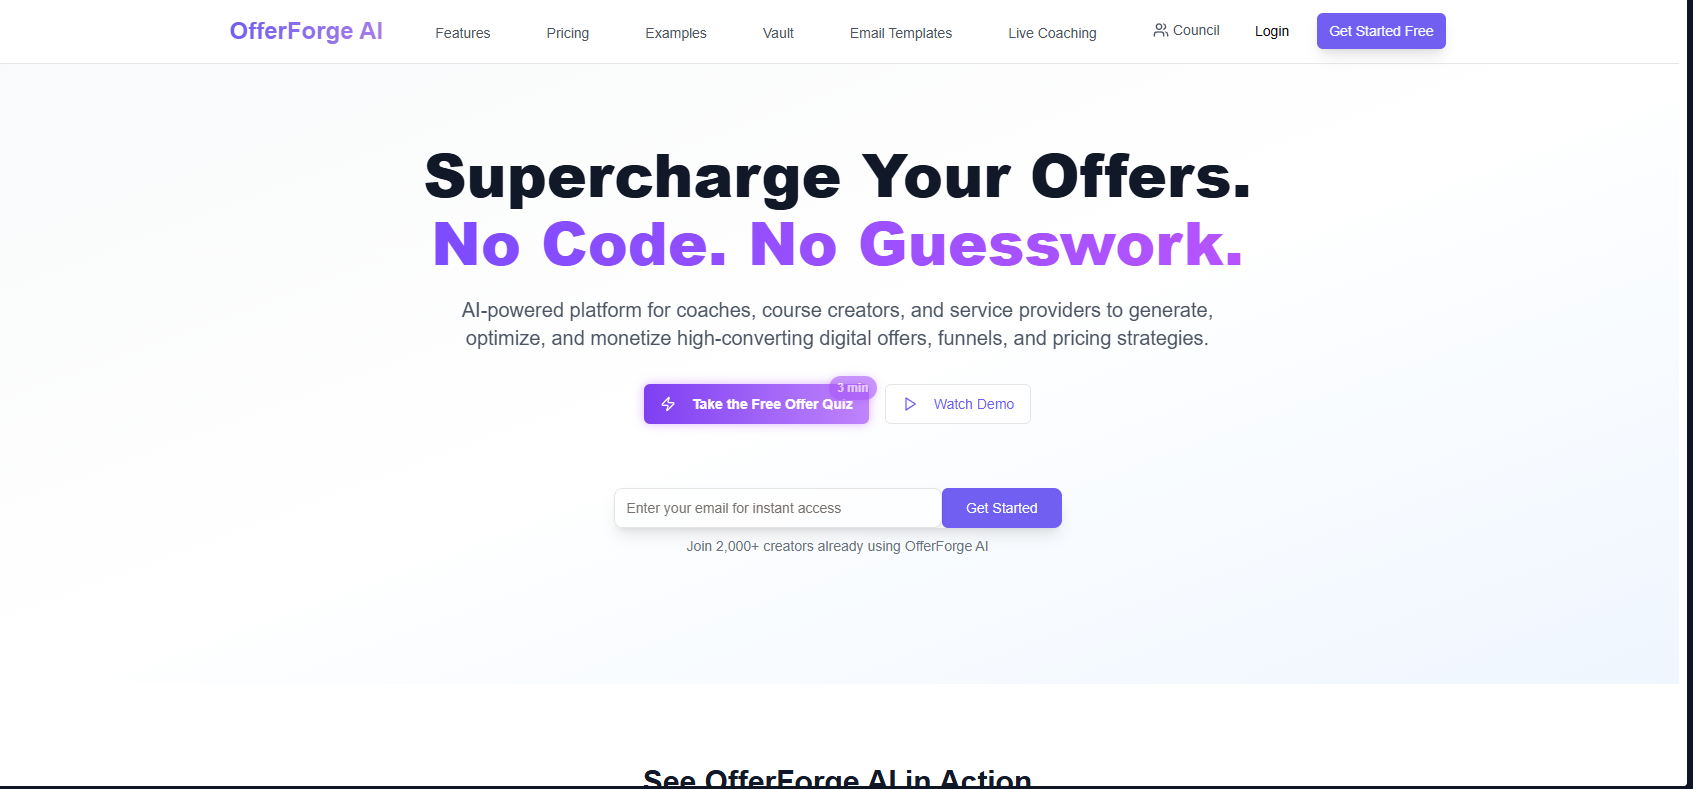 OfferForge AI
Features
Pricing
Examples
Vault
Email Templates
Live Coaching
Council
Login
Get Started Free
Supercharge Your Offers.
No Code. No Guesswork.
AI-powered platform for coaches, course creators, and service providers to generate,
optimize, and monetize high-converting digital offers, funnels, and pricing strategies.
3 min
Take the Free Offer Quiz
Watch Demo
Enter your email for instant access
Get Started
Join 2,000+ creators already using OfferForge AI
See OfferForge AI in Action